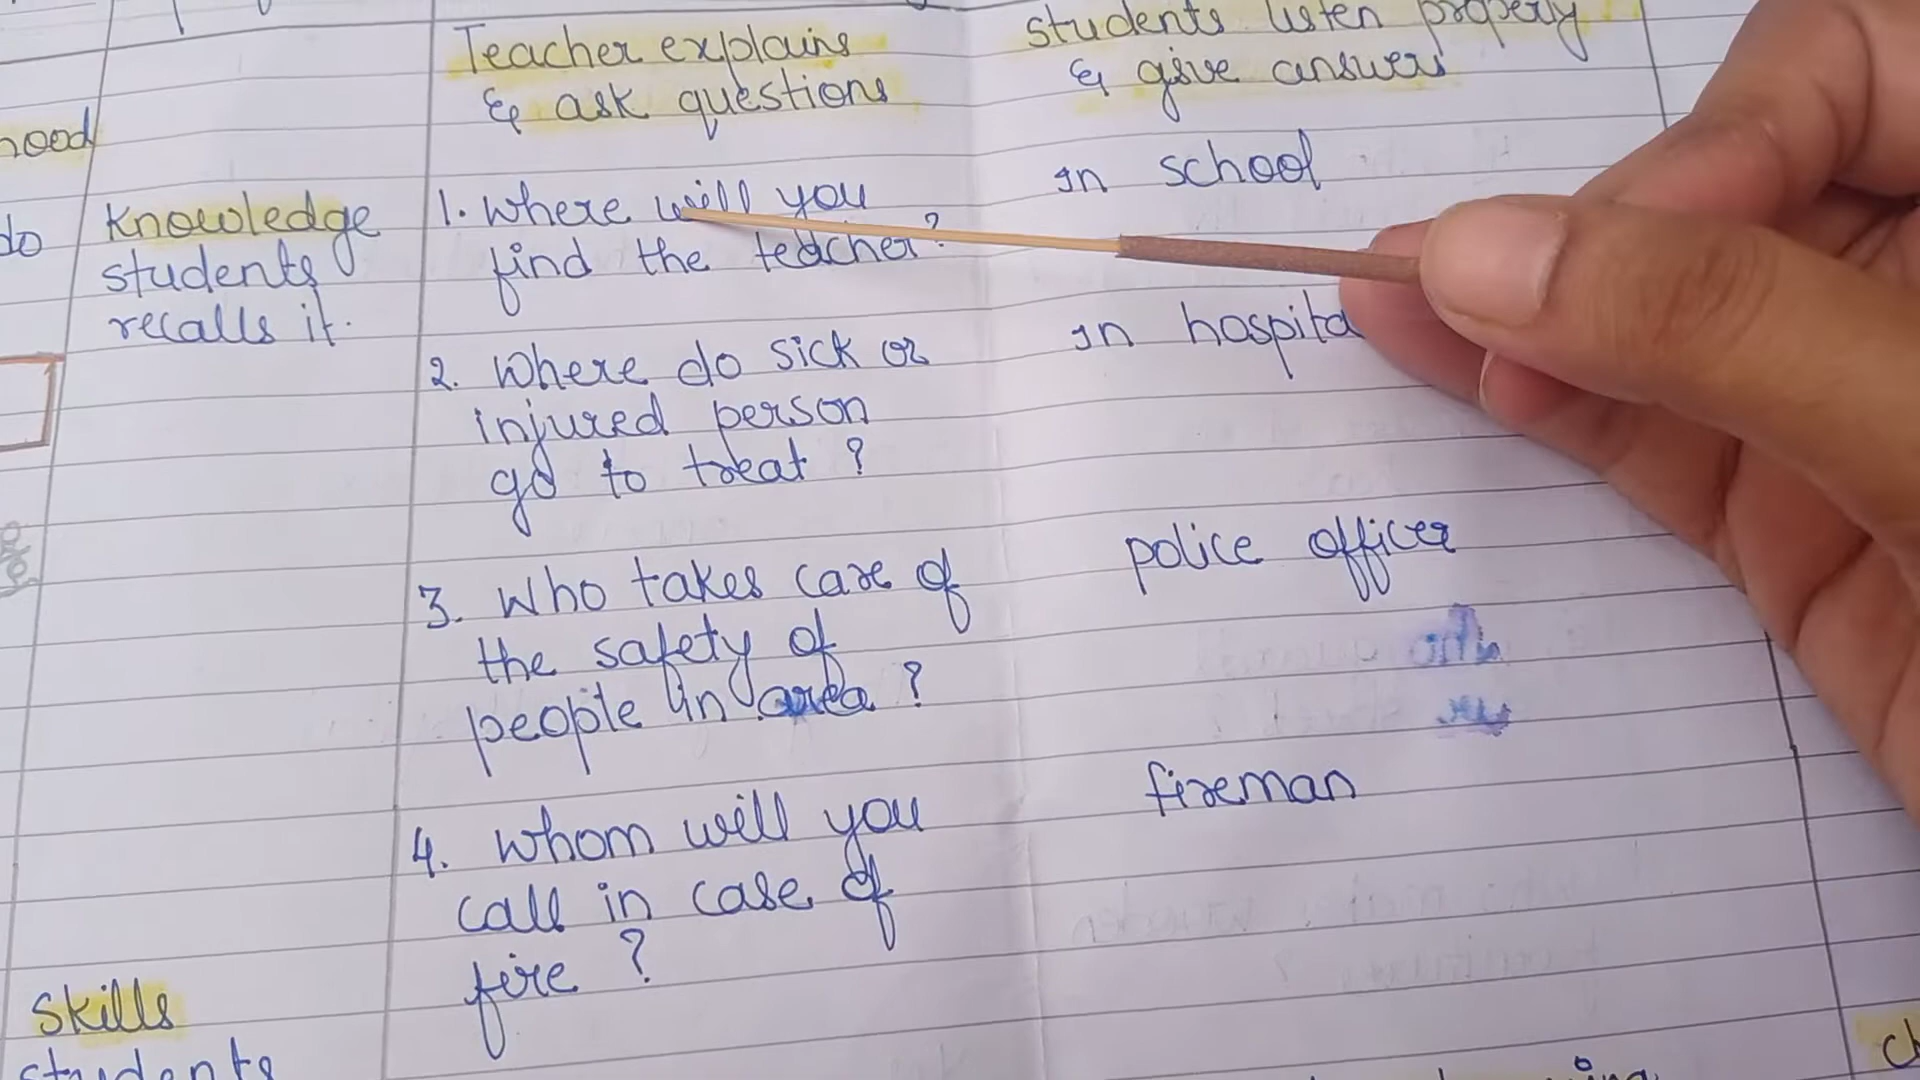 Teacher explains
& ask questions
students listen properly
& give answers
hood
do
Knowledge
students
recalls it.
1. Where will you
find the teacher?
In school
2. Where do sick or
injured person
go to treat ?
In hospita
3. Who takes care of
the safety of
people in area ?
police officer
4. Whom will you
call in case of
fire ?
fireman
Skills
students